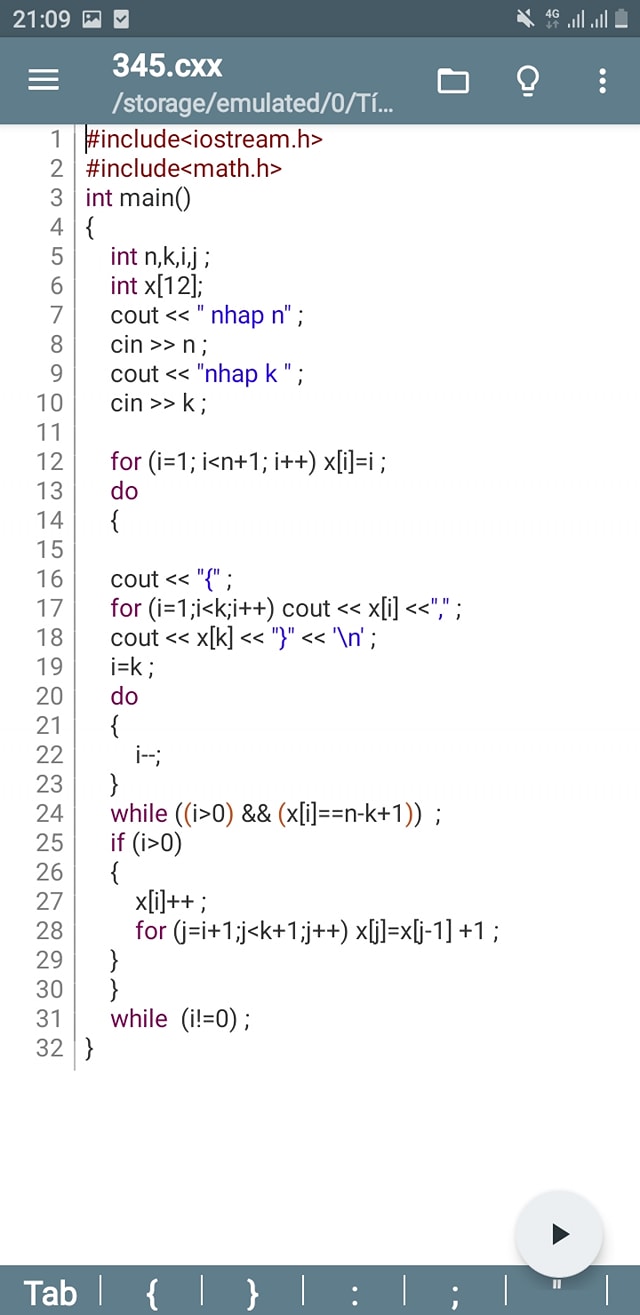 21:09 4G
345.cxx
/storage/emulated/0/Tí...
1 #include<iostream.h>
2 #include<math.h>
3 int main()
4 {
5 int n,k,i,j ;
6 int x[12];
7 cout << " nhap n" ;
8 cin >> n ;
9 cout << "nhap k " ;
10 cin >> k ;
11
12 for (i=1; i<n+1; i++) x[i]=i ;
13 do
14 {
15
16 cout << "{" ;
17 for (i=1;i<k;i++) cout << x[i] <<"," ;
18 cout << x[k] << "}" << '\n' ;
19 i=k ;
20 do
21 {
22 i--;
23 }
24 while ((i>0) && (x[i]==n-k+1)) ;
25 if (i>0)
26 {
27 x[i]++ ;
28 for (j=i+1;j<k+1;j++) x[j]=x[j-1] +1 ;
29 }
30 }
31 while (i!=0) ;
32 }
Tab | { | } | : | ; | " |